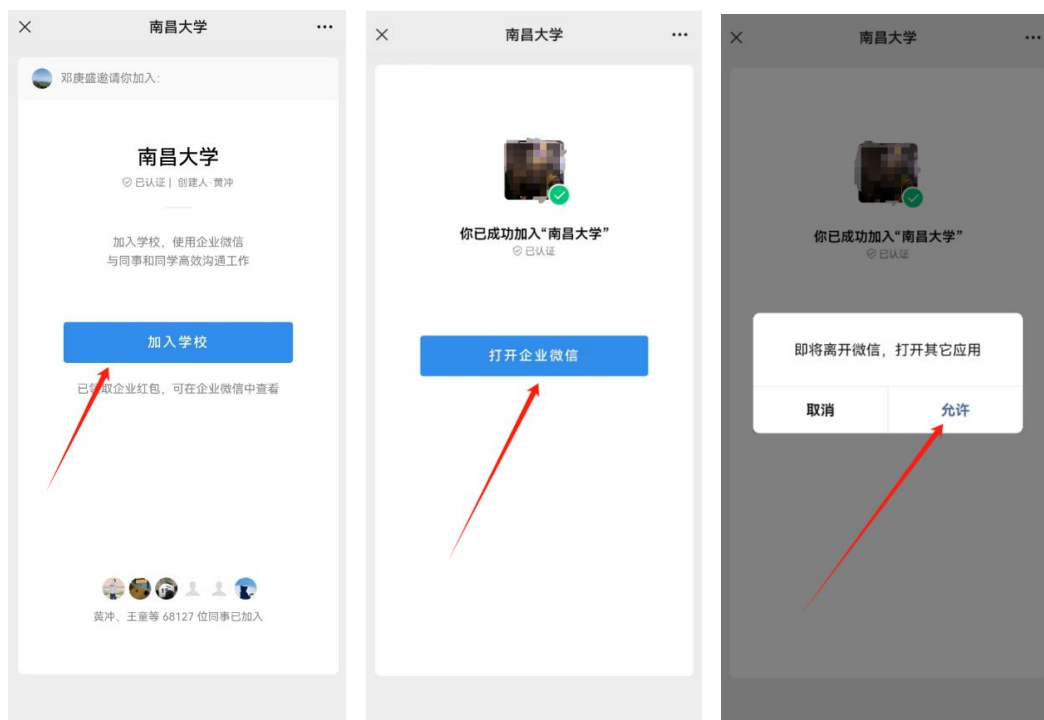 南昌大学
邓庚盛邀请你加入:
南昌大学
已认证 | 创建人·黄冲
加入学校，使用企业微信
与同事和同学高效沟通工作
加入学校
已领取企业红包，可在企业微信中查看
黄冲、王童等 68127 位同事已加入
南昌大学
你已成功加入“南昌大学”
已认证
打开企业微信
南昌大学
你已成功加入“南昌大学”
已认证
即将离开微信，打开其它应用
取消
允许